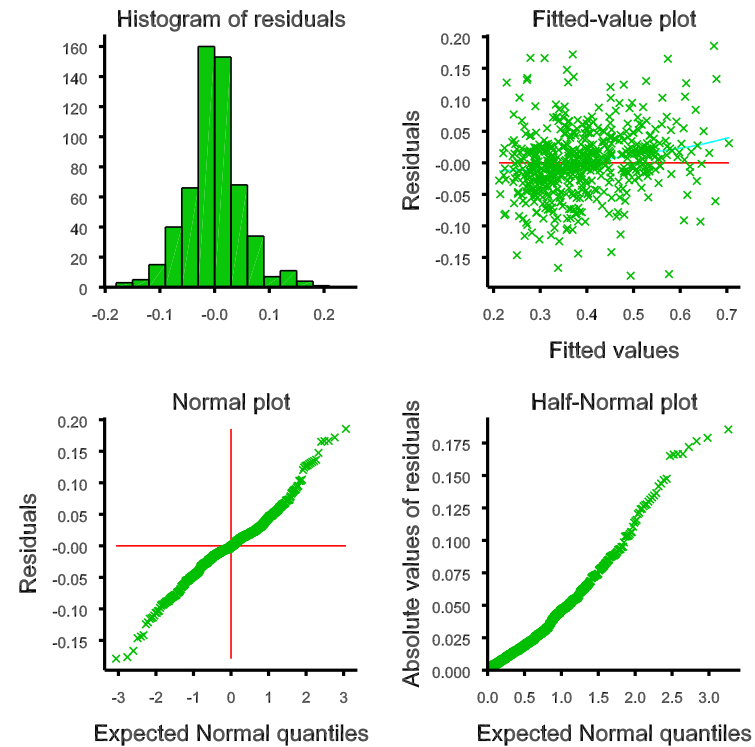 Histogram of residuals
160
140
120
100
80
60
40
20
0
-0.2 -0.1 -0.0 0.1 0.2
Fitted-value plot
Residuals
0.20
0.15
0.10
0.05
-0.00
-0.05
-0.10
-0.15
0.2 0.3 0.4 0.5 0.6 0.7
Fitted values
Normal plot
Residuals
0.20
0.15
0.10
0.05
-0.00
-0.05
-0.10
-0.15
-3 -2 -1 0 1 2 3
Expected Normal quantiles
Half-Normal plot
Absolute values of residuals
0.175
0.150
0.125
0.100
0.075
0.050
0.025
0.000
0.0 0.5 1.0 1.5 2.0 2.5 3.0
Expected Normal quantiles